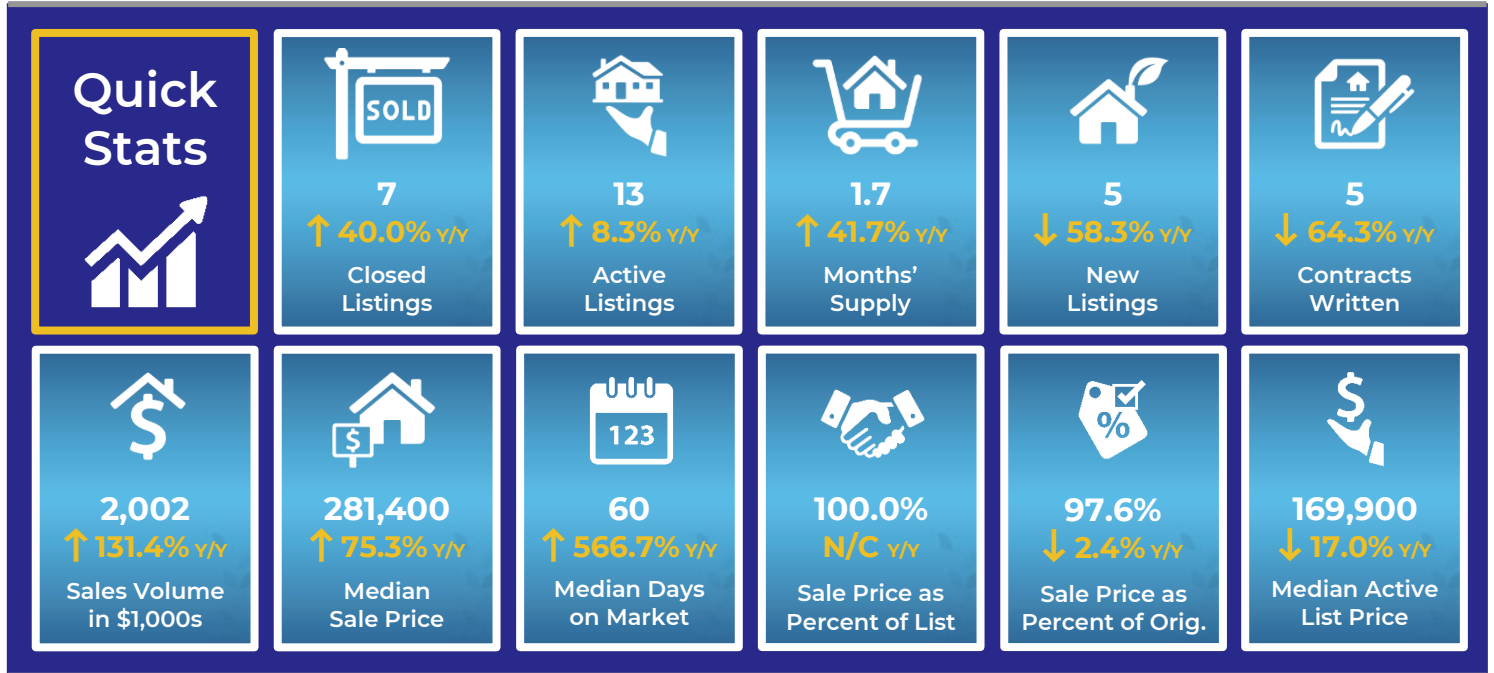 Quick
Stats
SOLD
7
↑ 40.0% Y/Y
Closed
Listings
13
↑ 8.3% Y/Y
Active
Listings
1.7
↑ 41.7% Y/Y
Months’
Supply
5
↓ 58.3% Y/Y
New
Listings
5
↓ 64.3% Y/Y
Contracts
Written
$
2,002
↑ 131.4% Y/Y
Sales Volume
in $1,000s
$
281,400
↑ 75.3% Y/Y
Median
Sale Price
123
60
↑ 566.7% Y/Y
Median Days
on Market
100.0%
N/C Y/Y
Sale Price as
Percent of List
%
97.6%
↓ 2.4% Y/Y
Sale Price as
Percent of Orig.
$
169,900
↓ 17.0% Y/Y
Median Active
List Price